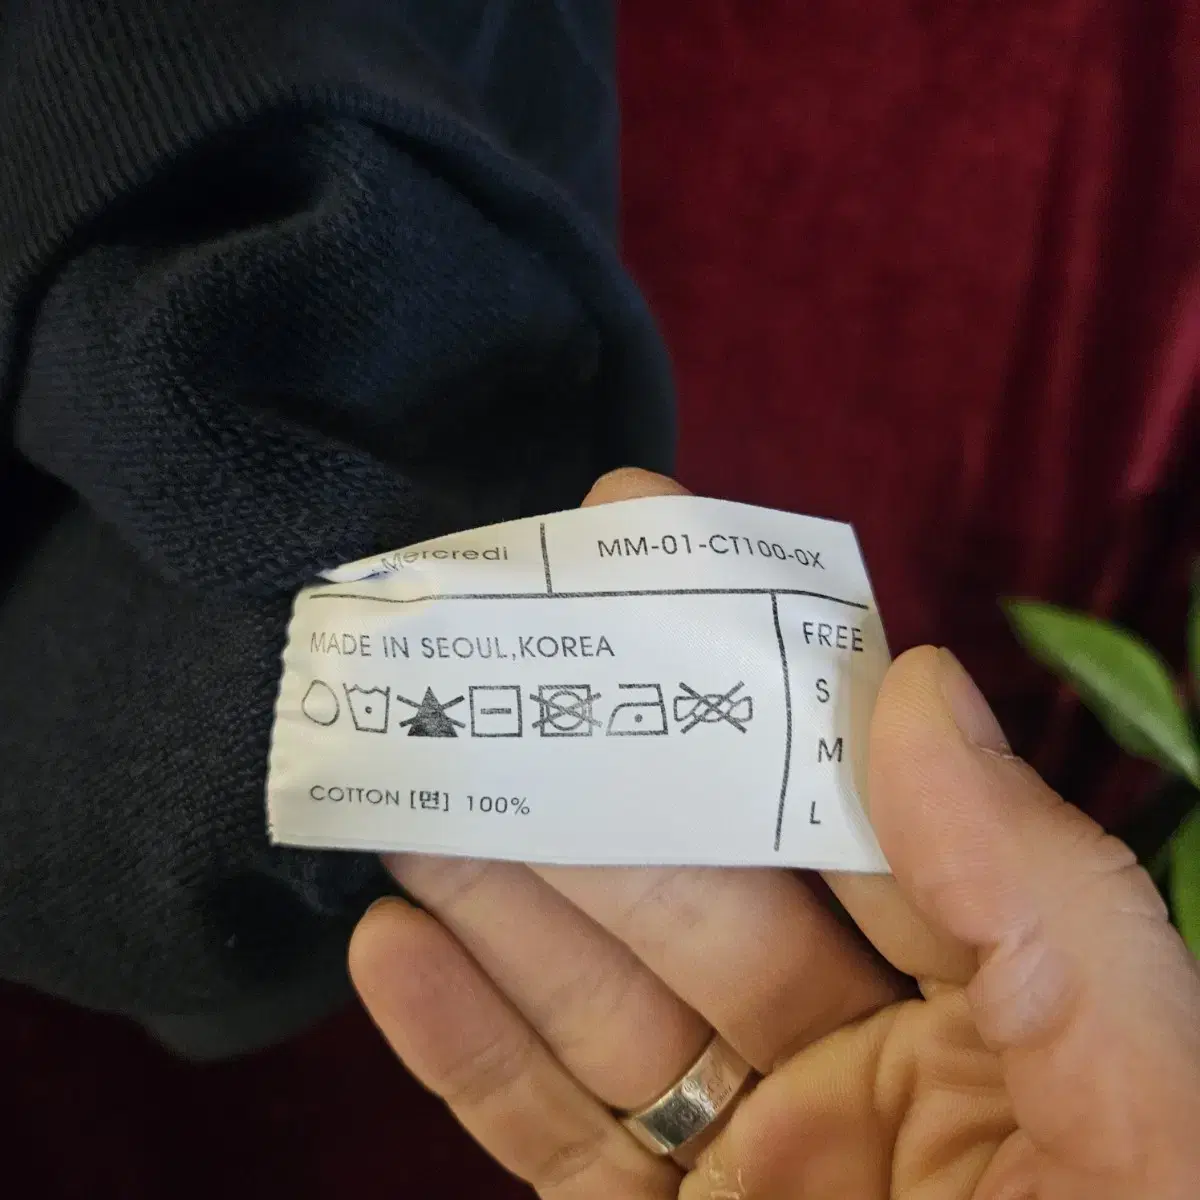 Mercredi
MM-01-CT100-0X
MADE IN SEOUL,KOREA
COTTON [면] 100%
FREE
S
M
L